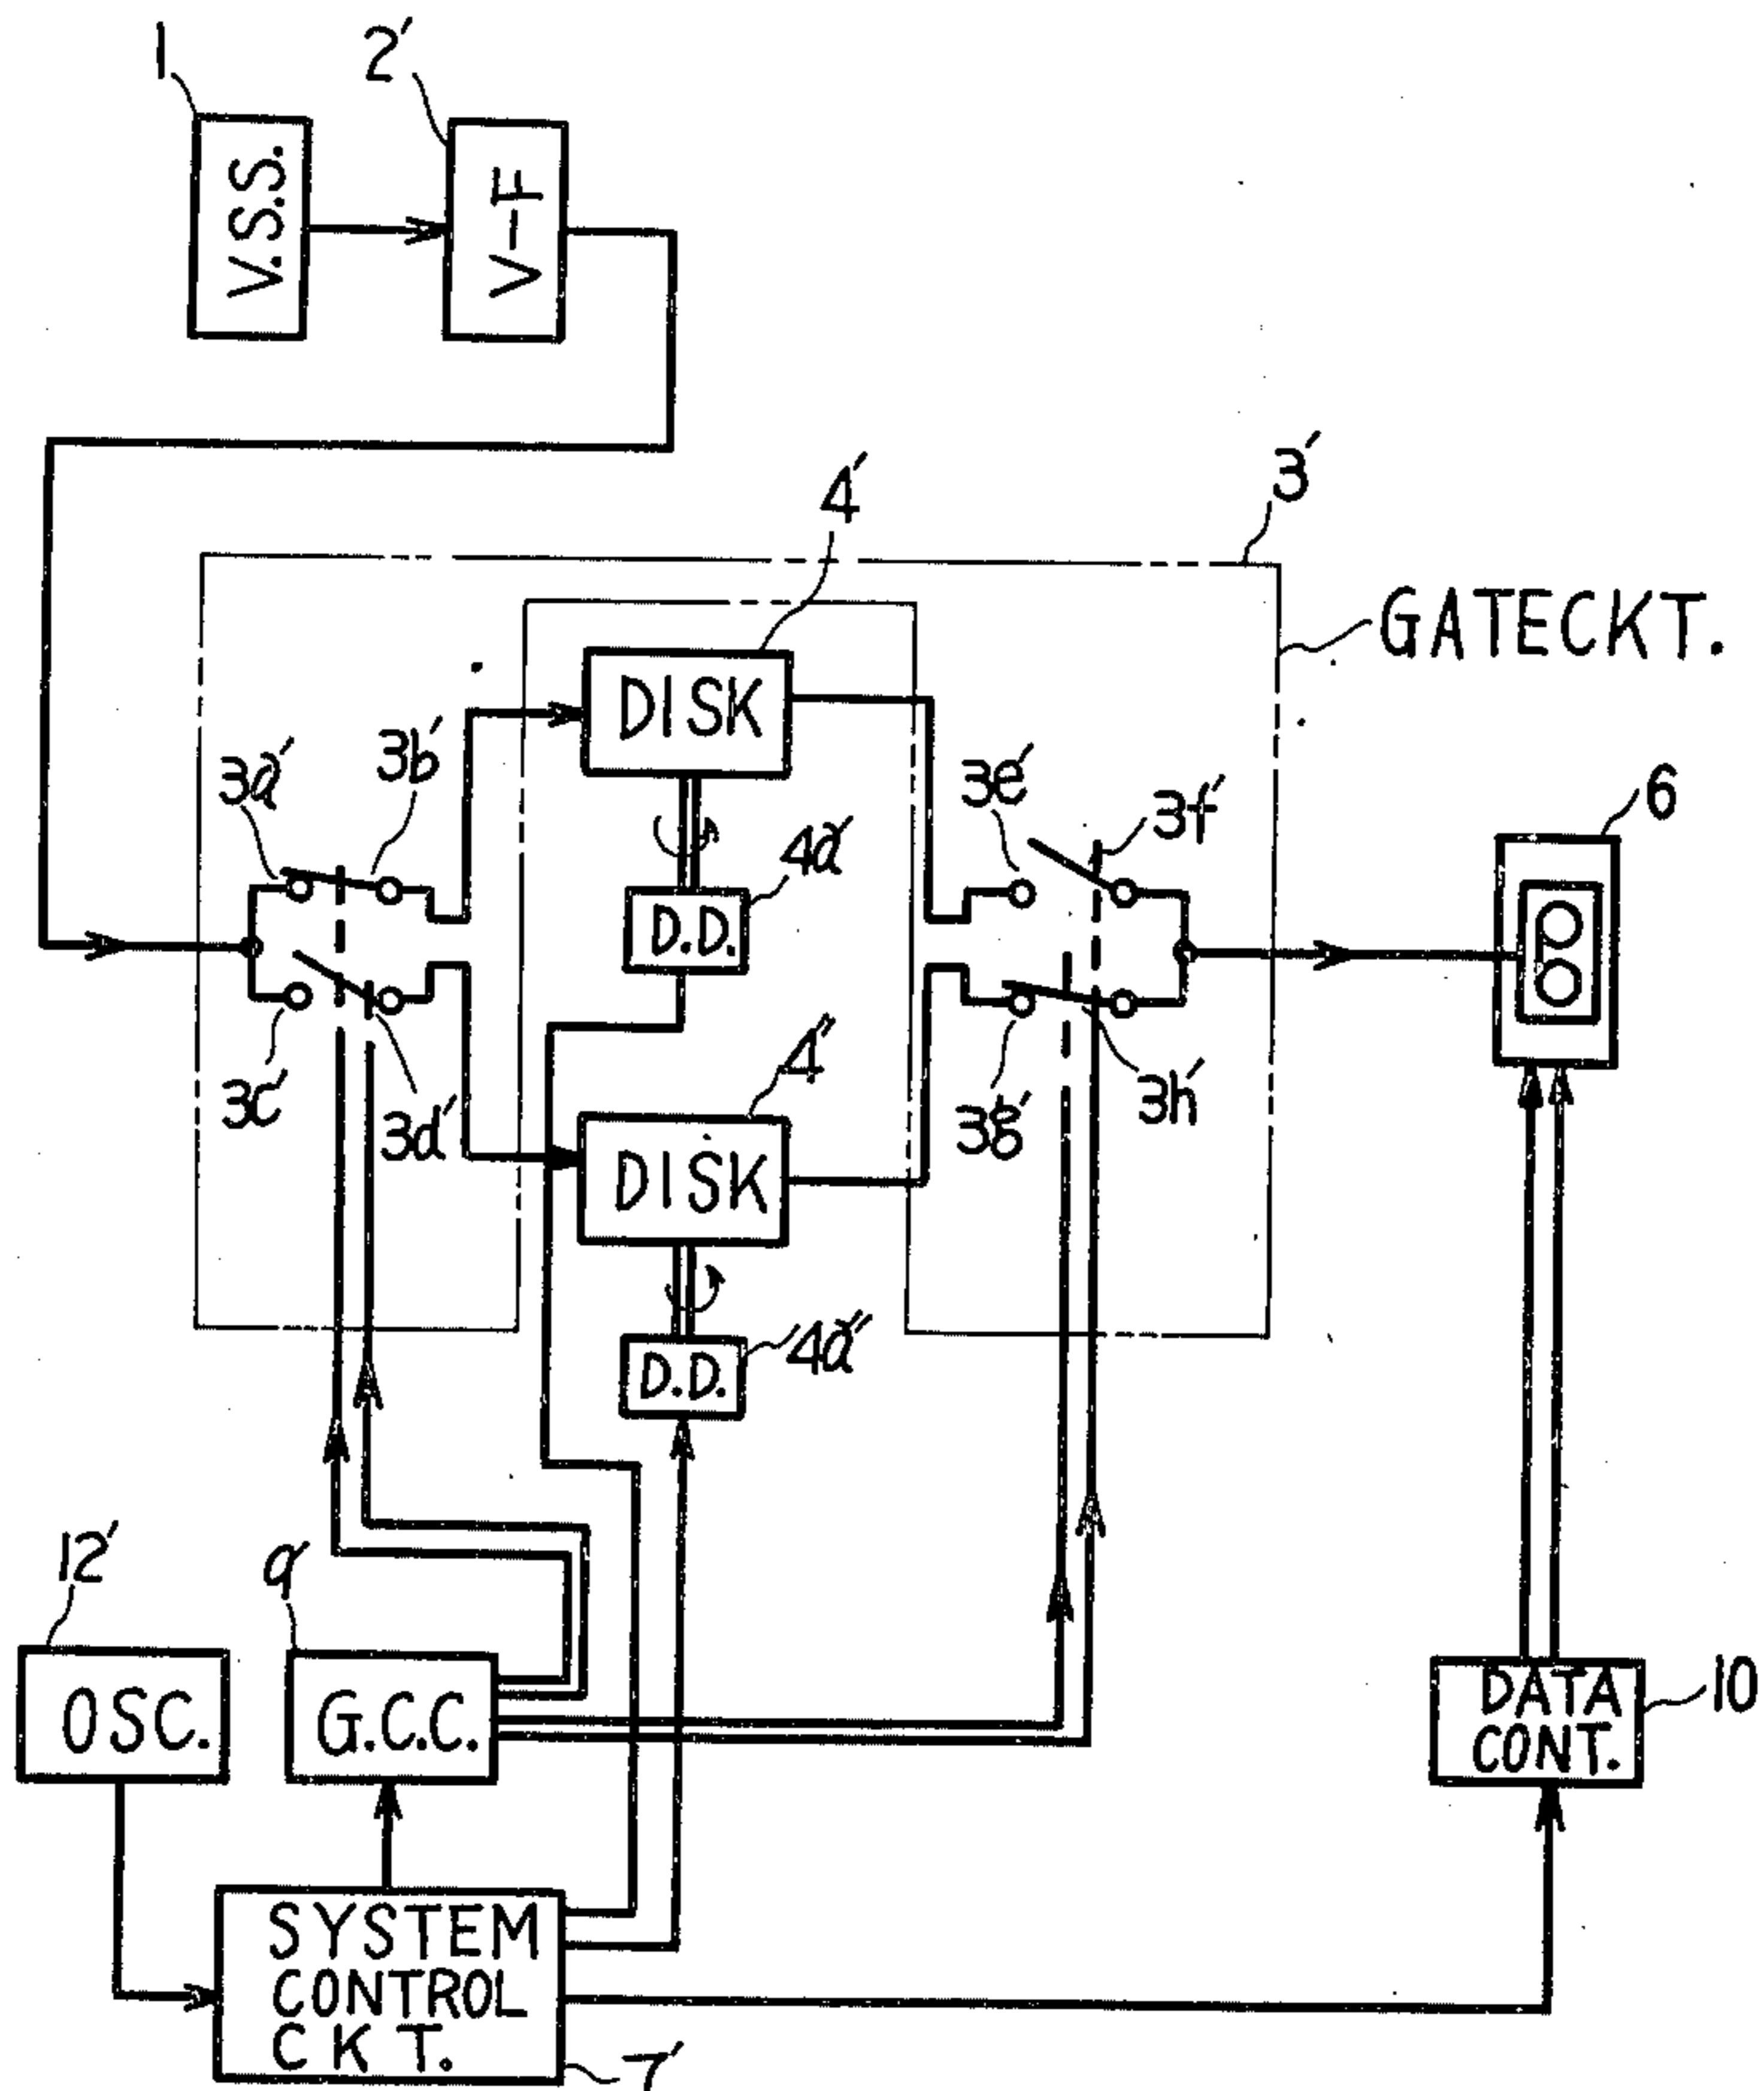 1
2'
V.S.S.
V-F
3'
4'
GATECKT.
DISK
3a'
3b'
3e'
3f'
6
4a'
D.D.
3c'
3d'
4"
3g'
3h'
DISK
4a"
D.D.
12'
9'
OSC.
G.C.C.
DATA
CONT.
10
SYSTEM
CONTROL
CKT.
7'